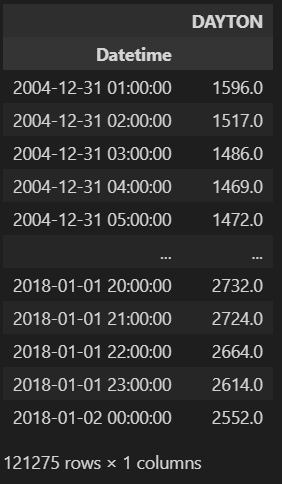 DAYTON
Datetime
2004-12-31 01:00:00 1596.0
2004-12-31 02:00:00 1517.0
2004-12-31 03:00:00 1486.0
2004-12-31 04:00:00 1469.0
2004-12-31 05:00:00 1472.0
... ...
2018-01-01 20:00:00 2732.0
2018-01-01 21:00:00 2724.0
2018-01-01 22:00:00 2664.0
2018-01-01 23:00:00 2614.0
2018-01-02 00:00:00 2552.0
121275 rows × 1 columns